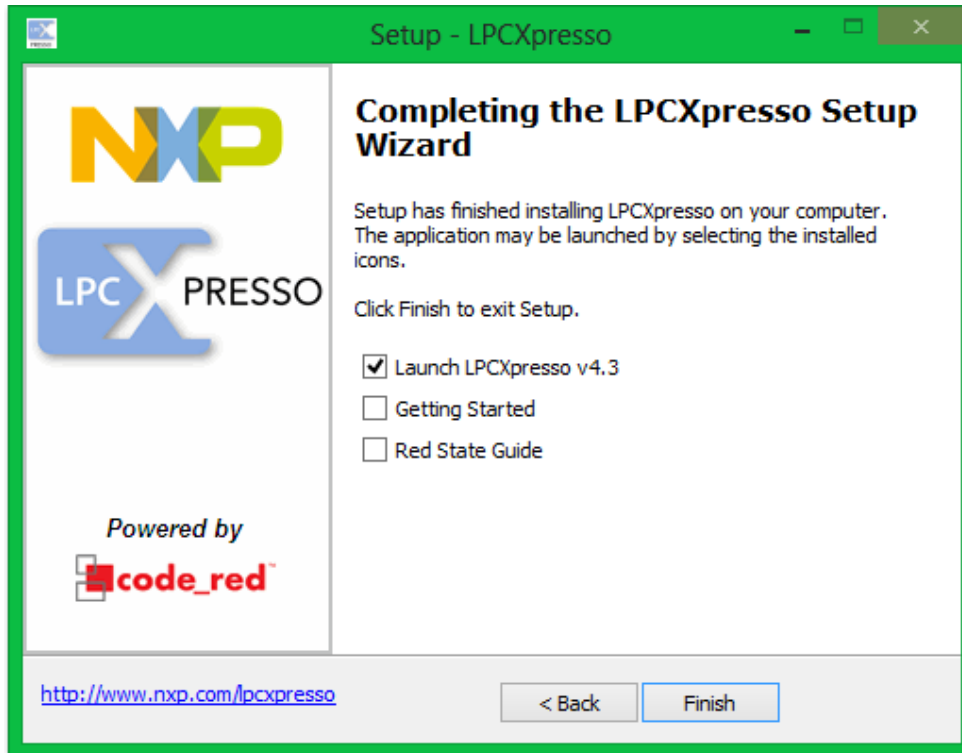 Setup - LPCXpresso
NXP
LPC XPRESSO
Powered by
code_red™
Completing the LPCXpresso Setup
Wizard
Setup has finished installing LPCXpresso on your computer.
The application may be launched by selecting the installed
icons.
Click Finish to exit Setup.
Launch LPCXpresso v4.3
Getting Started
Red State Guide
http://www.nxp.com/lpcxpresso
< Back
Finish